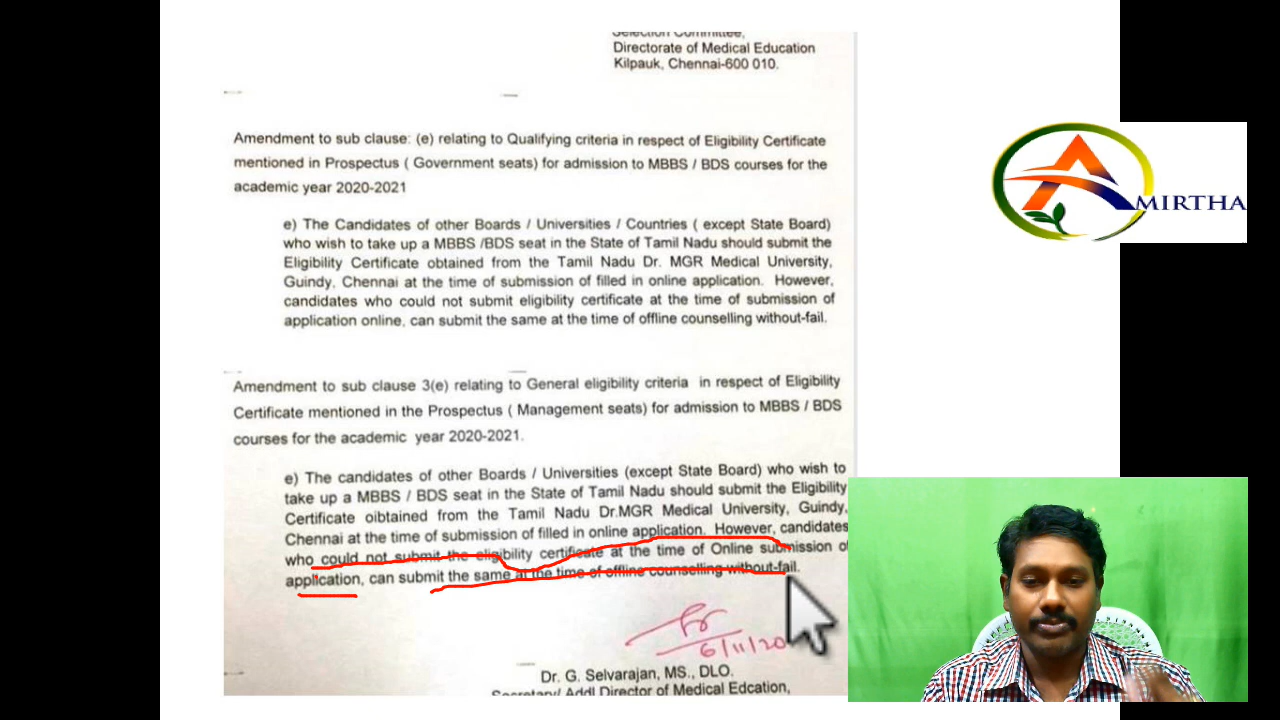 Selection Committee,
Directorate of Medical Education
Kilpauk, Chennai-600 010.
Amendment to sub clause: (e) relating to Qualifying criteria in respect of Eligibility Certificate
mentioned in Prospectus ( Government seats) for admission to MBBS / BDS courses for the
academic year 2020-2021
e) The Candidates of other Boards / Universities / Countries ( except State Board)
who wish to take up a MBBS /BDS seat in the State of Tamil Nadu should submit the
Eligibility Certificate obtained from the Tamil Nadu Dr. MGR Medical University,
Guindy, Chennai at the time of submission of filled in online application. However,
candidates who could not submit eligibility certificate at the time of submission of
application online, can submit the same at the time of offline counselling without-fail.
Amendment to sub clause 3(e) relating to General eligibility criteria in respect of Eligibility
Certificate mentioned in the Prospectus ( Management seats) for admission to MBBS / BDS
courses for the academic year 2020-2021.
e) The candidates of other Boards / Universities (except State Board) who wish to
take up a MBBS / BDS seat in the State of Tamil Nadu should submit the Eligibility
Certificate oibtained from the Tamil Nadu Dr.MGR Medical University, Guindy,
Chennai at the time of submission of filled in online application. However, candidates
who could not submit the eligibility certificate at the time of Online submission of
application, can submit the same at the time of offline counselling without-fail.
6/11/20
Dr. G. Selvarajan, MS., DLO.
Secretary/ Addl Director of Medical Edcation,
AMIRTHA